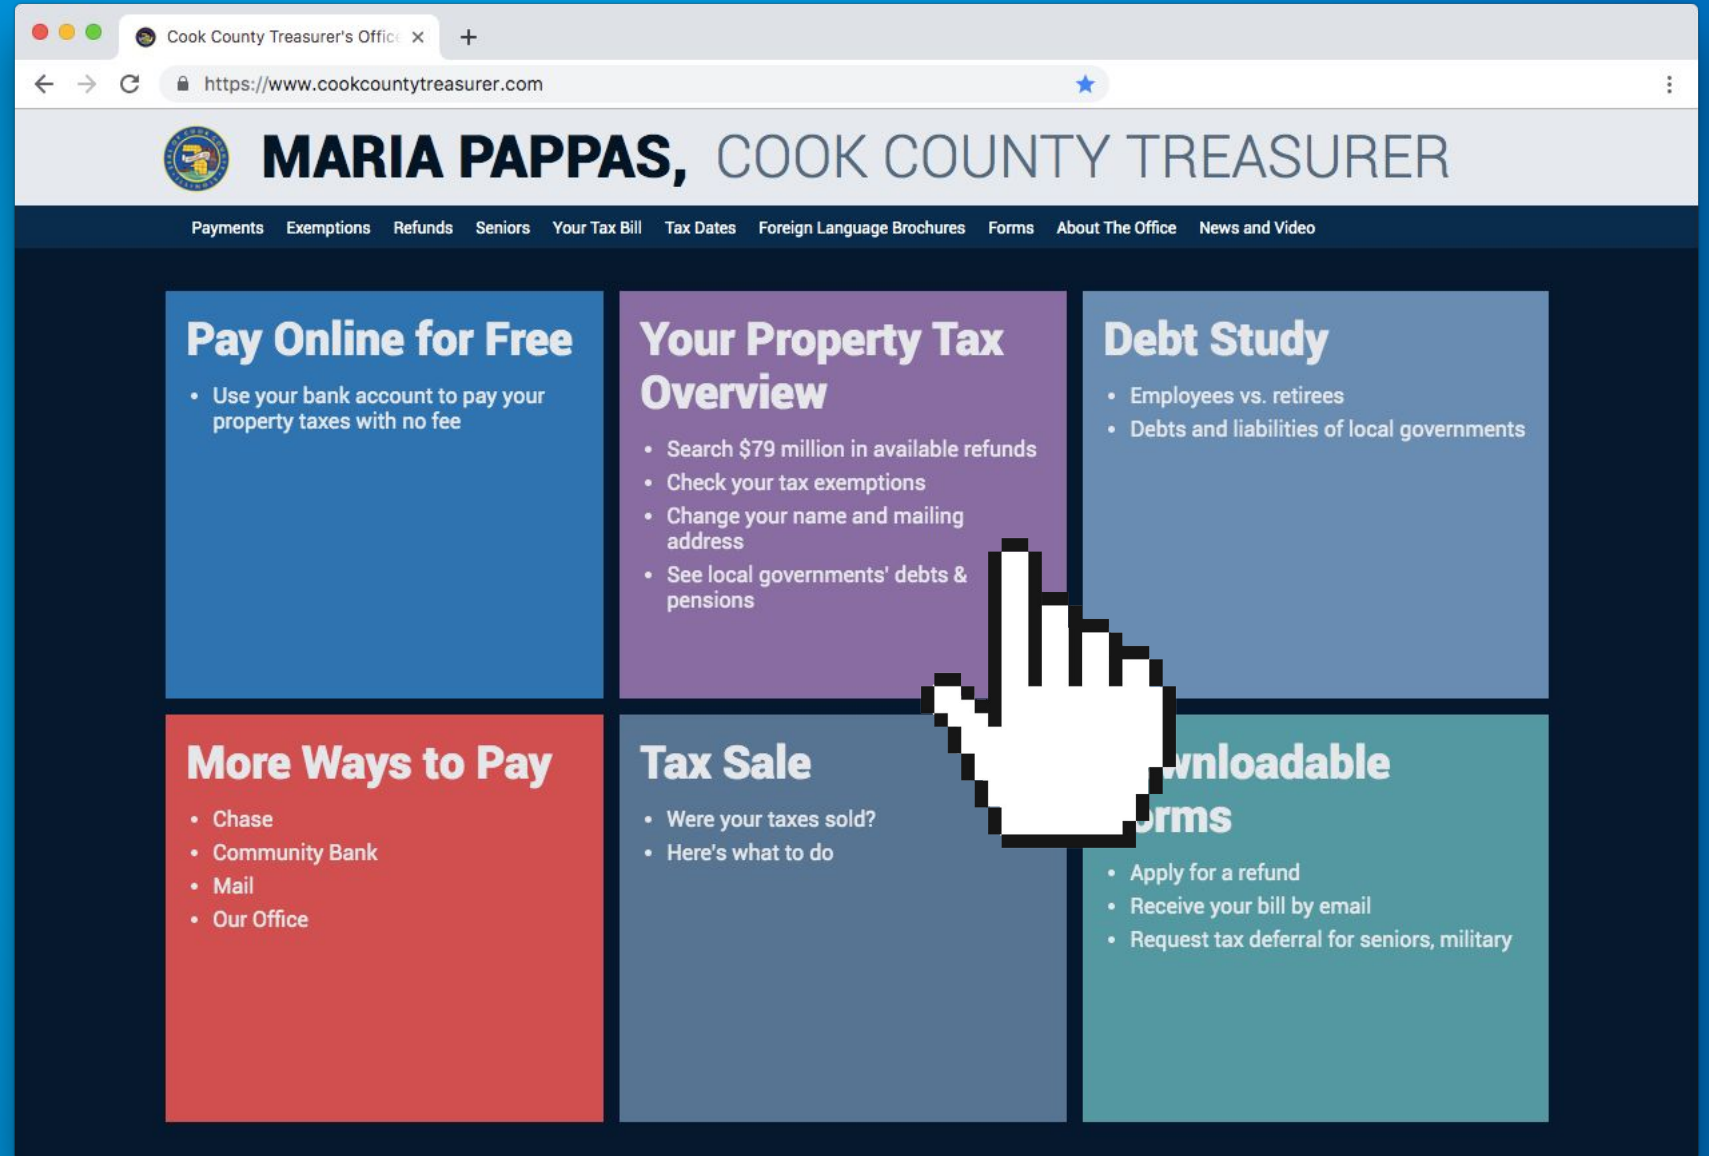 Cook County Treasurer's Offic
https://www.cookcountytreasurer.com
MARIA PAPPAS, COOK COUNTY TREASURER
Payments Exemptions Refunds Seniors Your Tax Bill Tax Dates Foreign Language Brochures Forms About The Office News and Video
Pay Online for Free
• Use your bank account to pay your
property taxes with no fee
Your Property Tax
Overview
• Search $79 million in available refunds
• Check your tax exemptions
• Change your name and mailing
address
• See local governments' debts &
pensions
Debt Study
• Employees vs. retirees
• Debts and liabilities of local governments
More Ways to Pay
• Chase
• Community Bank
• Mail
• Our Office
Tax Sale
• Were your taxes sold?
• Here's what to do
wnloadable
orms
• Apply for a refund
• Receive your bill by email
• Request tax deferral for seniors, military